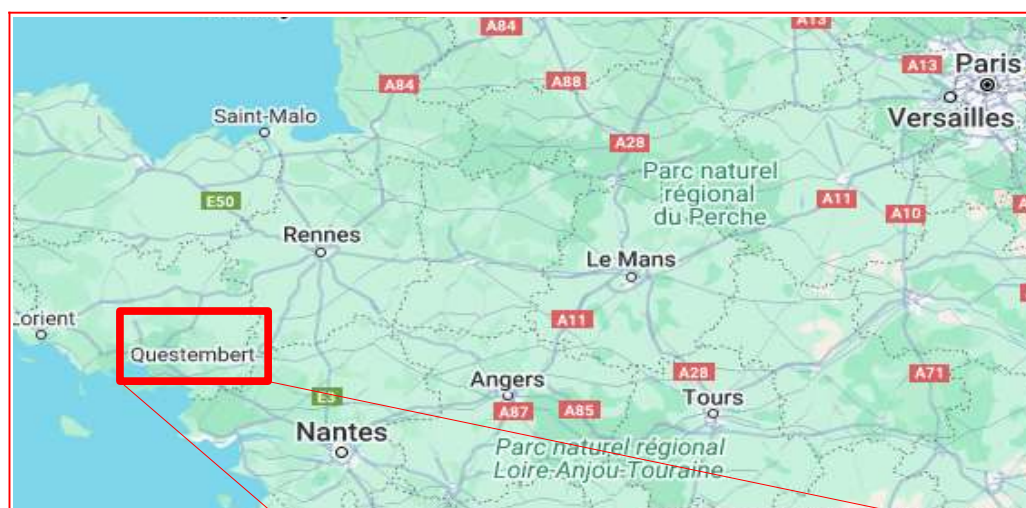 A84
A13
A13
Paris
A84
A88
Versailles
Saint-Malo
A28
Parc naturel
régional
du Perche
E50
A11
A10
Rennes
Le Mans
Lorient
A11
Questembert
A28
A71
Angers
Tours
A87
A85
Nantes
Parc naturel régional
Loire-Anjou-Touraine